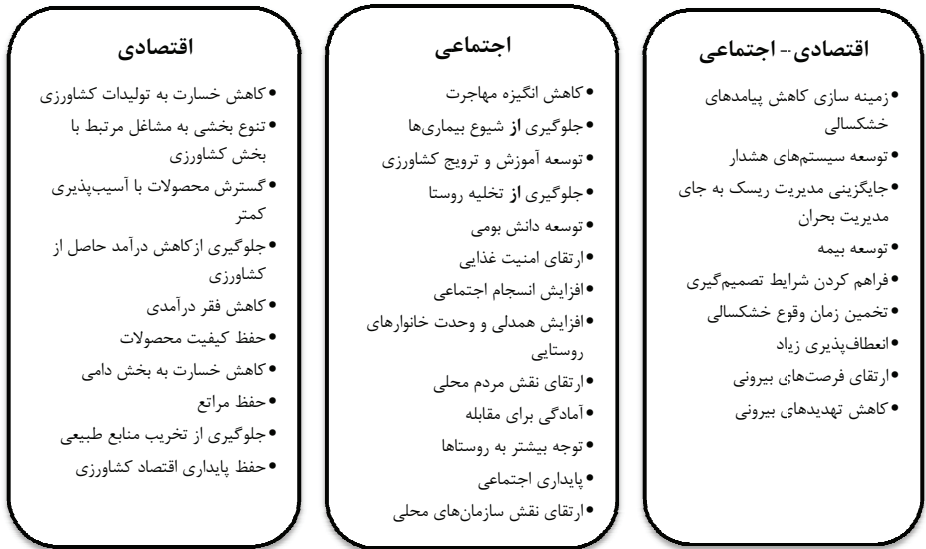 اقتصادی-- اجتماعی
•زمینه سازی کاهش پیامدهای
خشکسالی
•توسعه سیستم‌های هشدار
•جایگزینی مدیریت ریسک به جای
مدیریت بحران
•توسعه بیمه
•فراهم کردن شرایط تصمیم‌گیری
•تخمین زمان وقوع خشکسالی
•انعطاف‌پذیری زیاد
•ارتقای فرصت‌های بیرونی
•کاهش تهدیدهای بیرونی
اجتماعی
•کاهش انگیزه مهاجرت
•جلوگیری از شیوع بیماری‌ها
•توسعه آموزش و ترویج کشاورزی
•جلوگیری از تخلیه روستا
•توسعه دانش بومی
•ارتقای امنیت غذایی
•افزایش انسجام اجتماعی
•افزایش همدلی و وحدت خانوارهای
روستایی
•ارتقای نقش مردم محلی
•آمادگی برای مقابله
•توجه بیشتر به روستاها
•پایداری اجتماعی
•ارتقای نقش سازمان‌های محلی
اقتصادی
•کاهش خسارت به تولیدات کشاورزی
•تنوع بخشی به مشاغل مرتبط با
بخش کشاورزی
•گسترش محصولات با آسیب‌پذیری
کمتر
•جلوگیری ازکاهش درآمد حاصل از
کشاورزی
•کاهش فقر درآمدی
•حفظ کیفیت محصولات
•کاهش خسارت به بخش دامی
•حفظ مراتع
•جلوگیری از تخریب منابع طبیعی
•حفظ پایداری اقتصاد کشاورزی